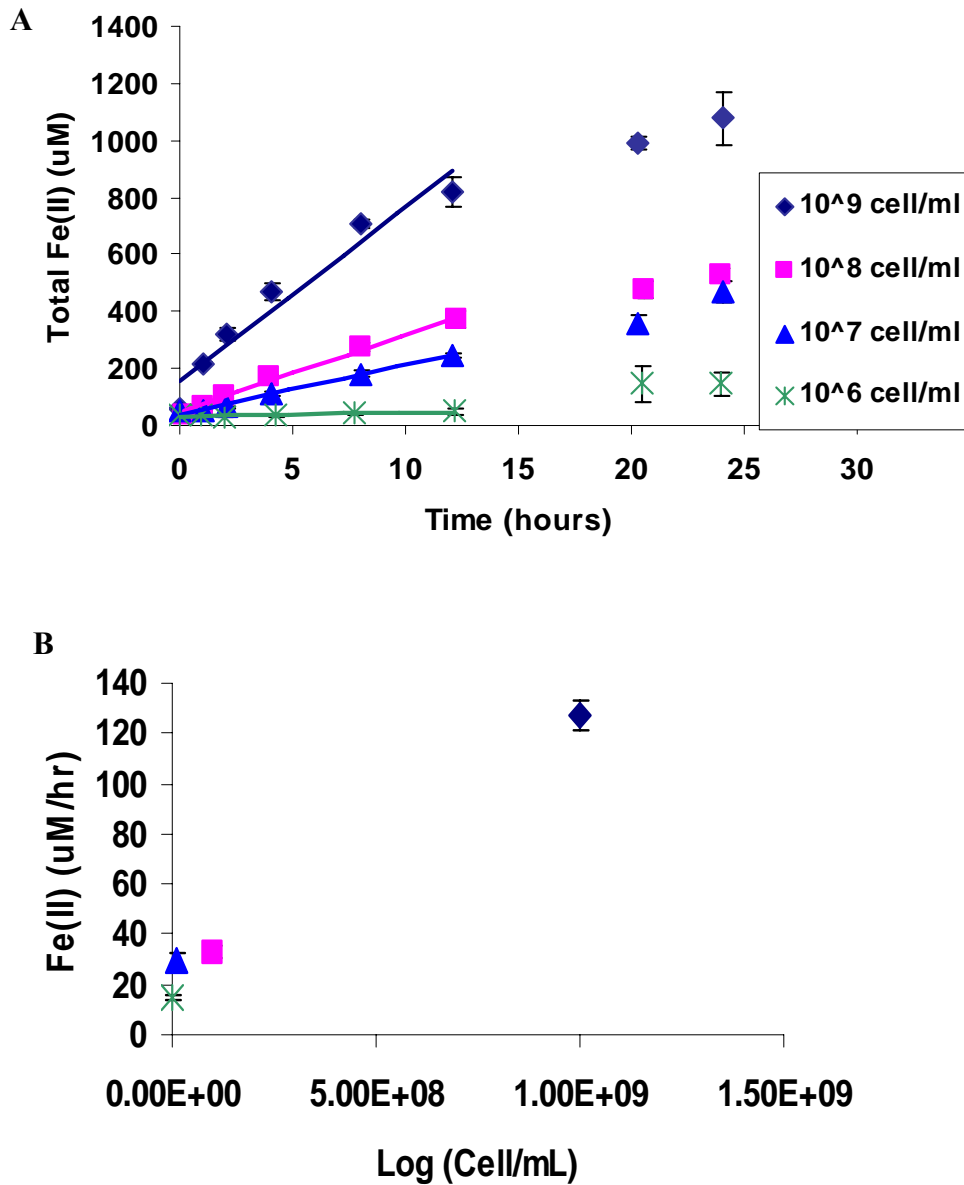 A
Total Fe(II) (uM)
1400
1200
1000
800
600
400
200
0
0 5 10 15 20 25 30
Time (hours)
10^9 cell/ml
10^8 cell/ml
10^7 cell/ml
10^6 cell/ml
B
Fe(II) (uM/hr)
140
120
100
80
60
40
20
0
0.00E+00 5.00E+08 1.00E+09 1.50E+09
Log (Cell/mL)